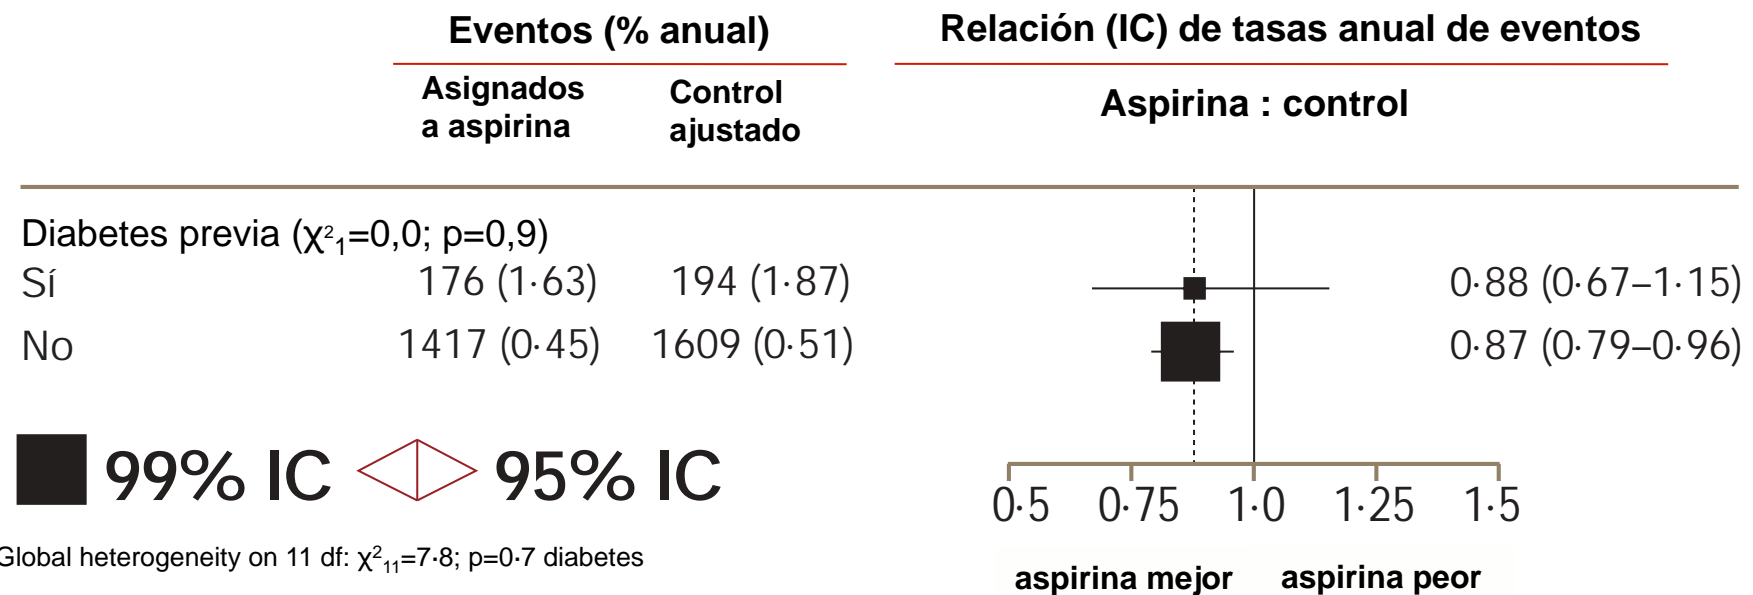 Eventos (% anual) Relación (IC) de tasas anual de eventos
Asignados a aspirina Control ajustado Aspirina : control
Diabetes previa (χ²₁=0,0; p=0,9)
Sí 176 (1·63) 194 (1·87) 0·88 (0·67–1·15)
No 1417 (0·45) 1609 (0·51) 0·87 (0·79–0·96)
99% IC 95% IC
0·5 0·75 1·0 1·25 1·5
Global heterogeneity on 11 df: χ²₁₁=7·8; p=0·7 diabetes
aspirina mejor aspirina peor